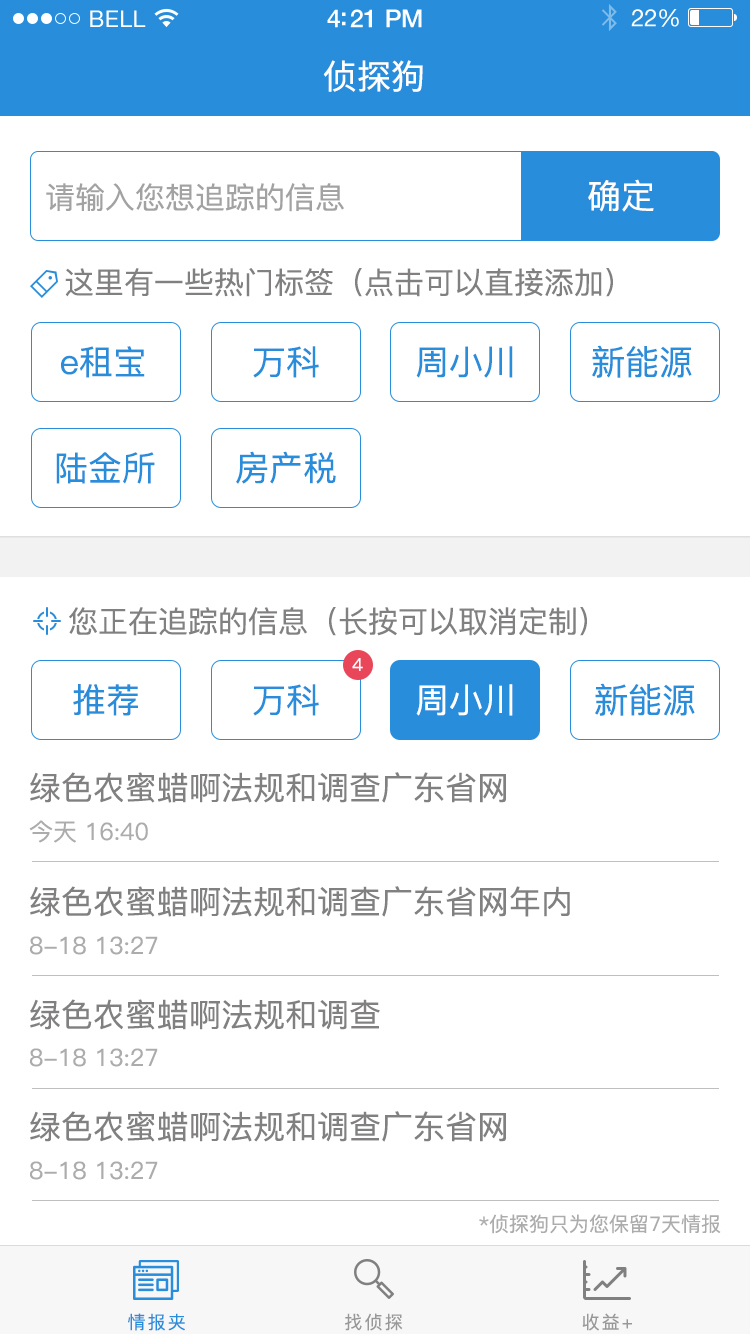 BELL 4:21 PM 22%
侦探狗
请输入您想追踪的信息 确定
这里有一些热门标签（点击可以直接添加）
e租宝 万科 周小川 新能源
陆金所 房产税
您正在追踪的信息（长按可以取消定制）
推荐 万科 4 周小川 新能源
绿色农蜜蜡啊法规和调查广东省网
今天 16:40
绿色农蜜蜡啊法规和调查广东省网年内
8-18 13:27
绿色农蜜蜡啊法规和调查
8-18 13:27
绿色农蜜蜡啊法规和调查广东省网
8-18 13:27
*侦探狗只为您保留7天情报
情报夹 找侦探 收益+